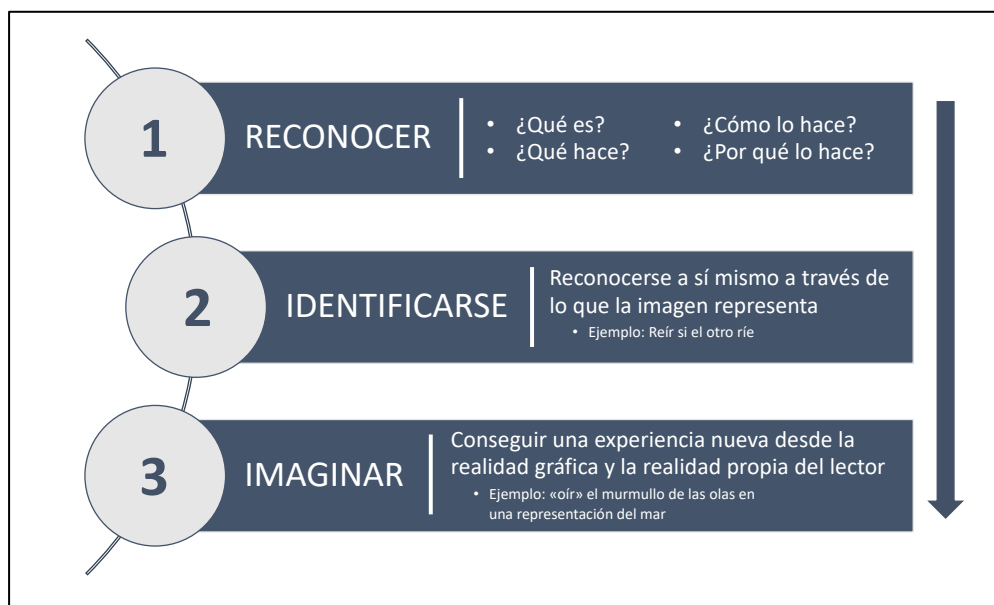 1
RECONOCER
• ¿Qué es?
• ¿Qué hace?
• ¿Cómo lo hace?
• ¿Por qué lo hace?
2
IDENTIFICARSE
Reconocerse a sí mismo a través de
lo que la imagen representa
• Ejemplo: Reír si el otro ríe
3
IMAGINAR
Conseguir una experiencia nueva desde la
realidad gráfica y la realidad propia del lector
• Ejemplo: «oír» el murmullo de las olas en
una representación del mar